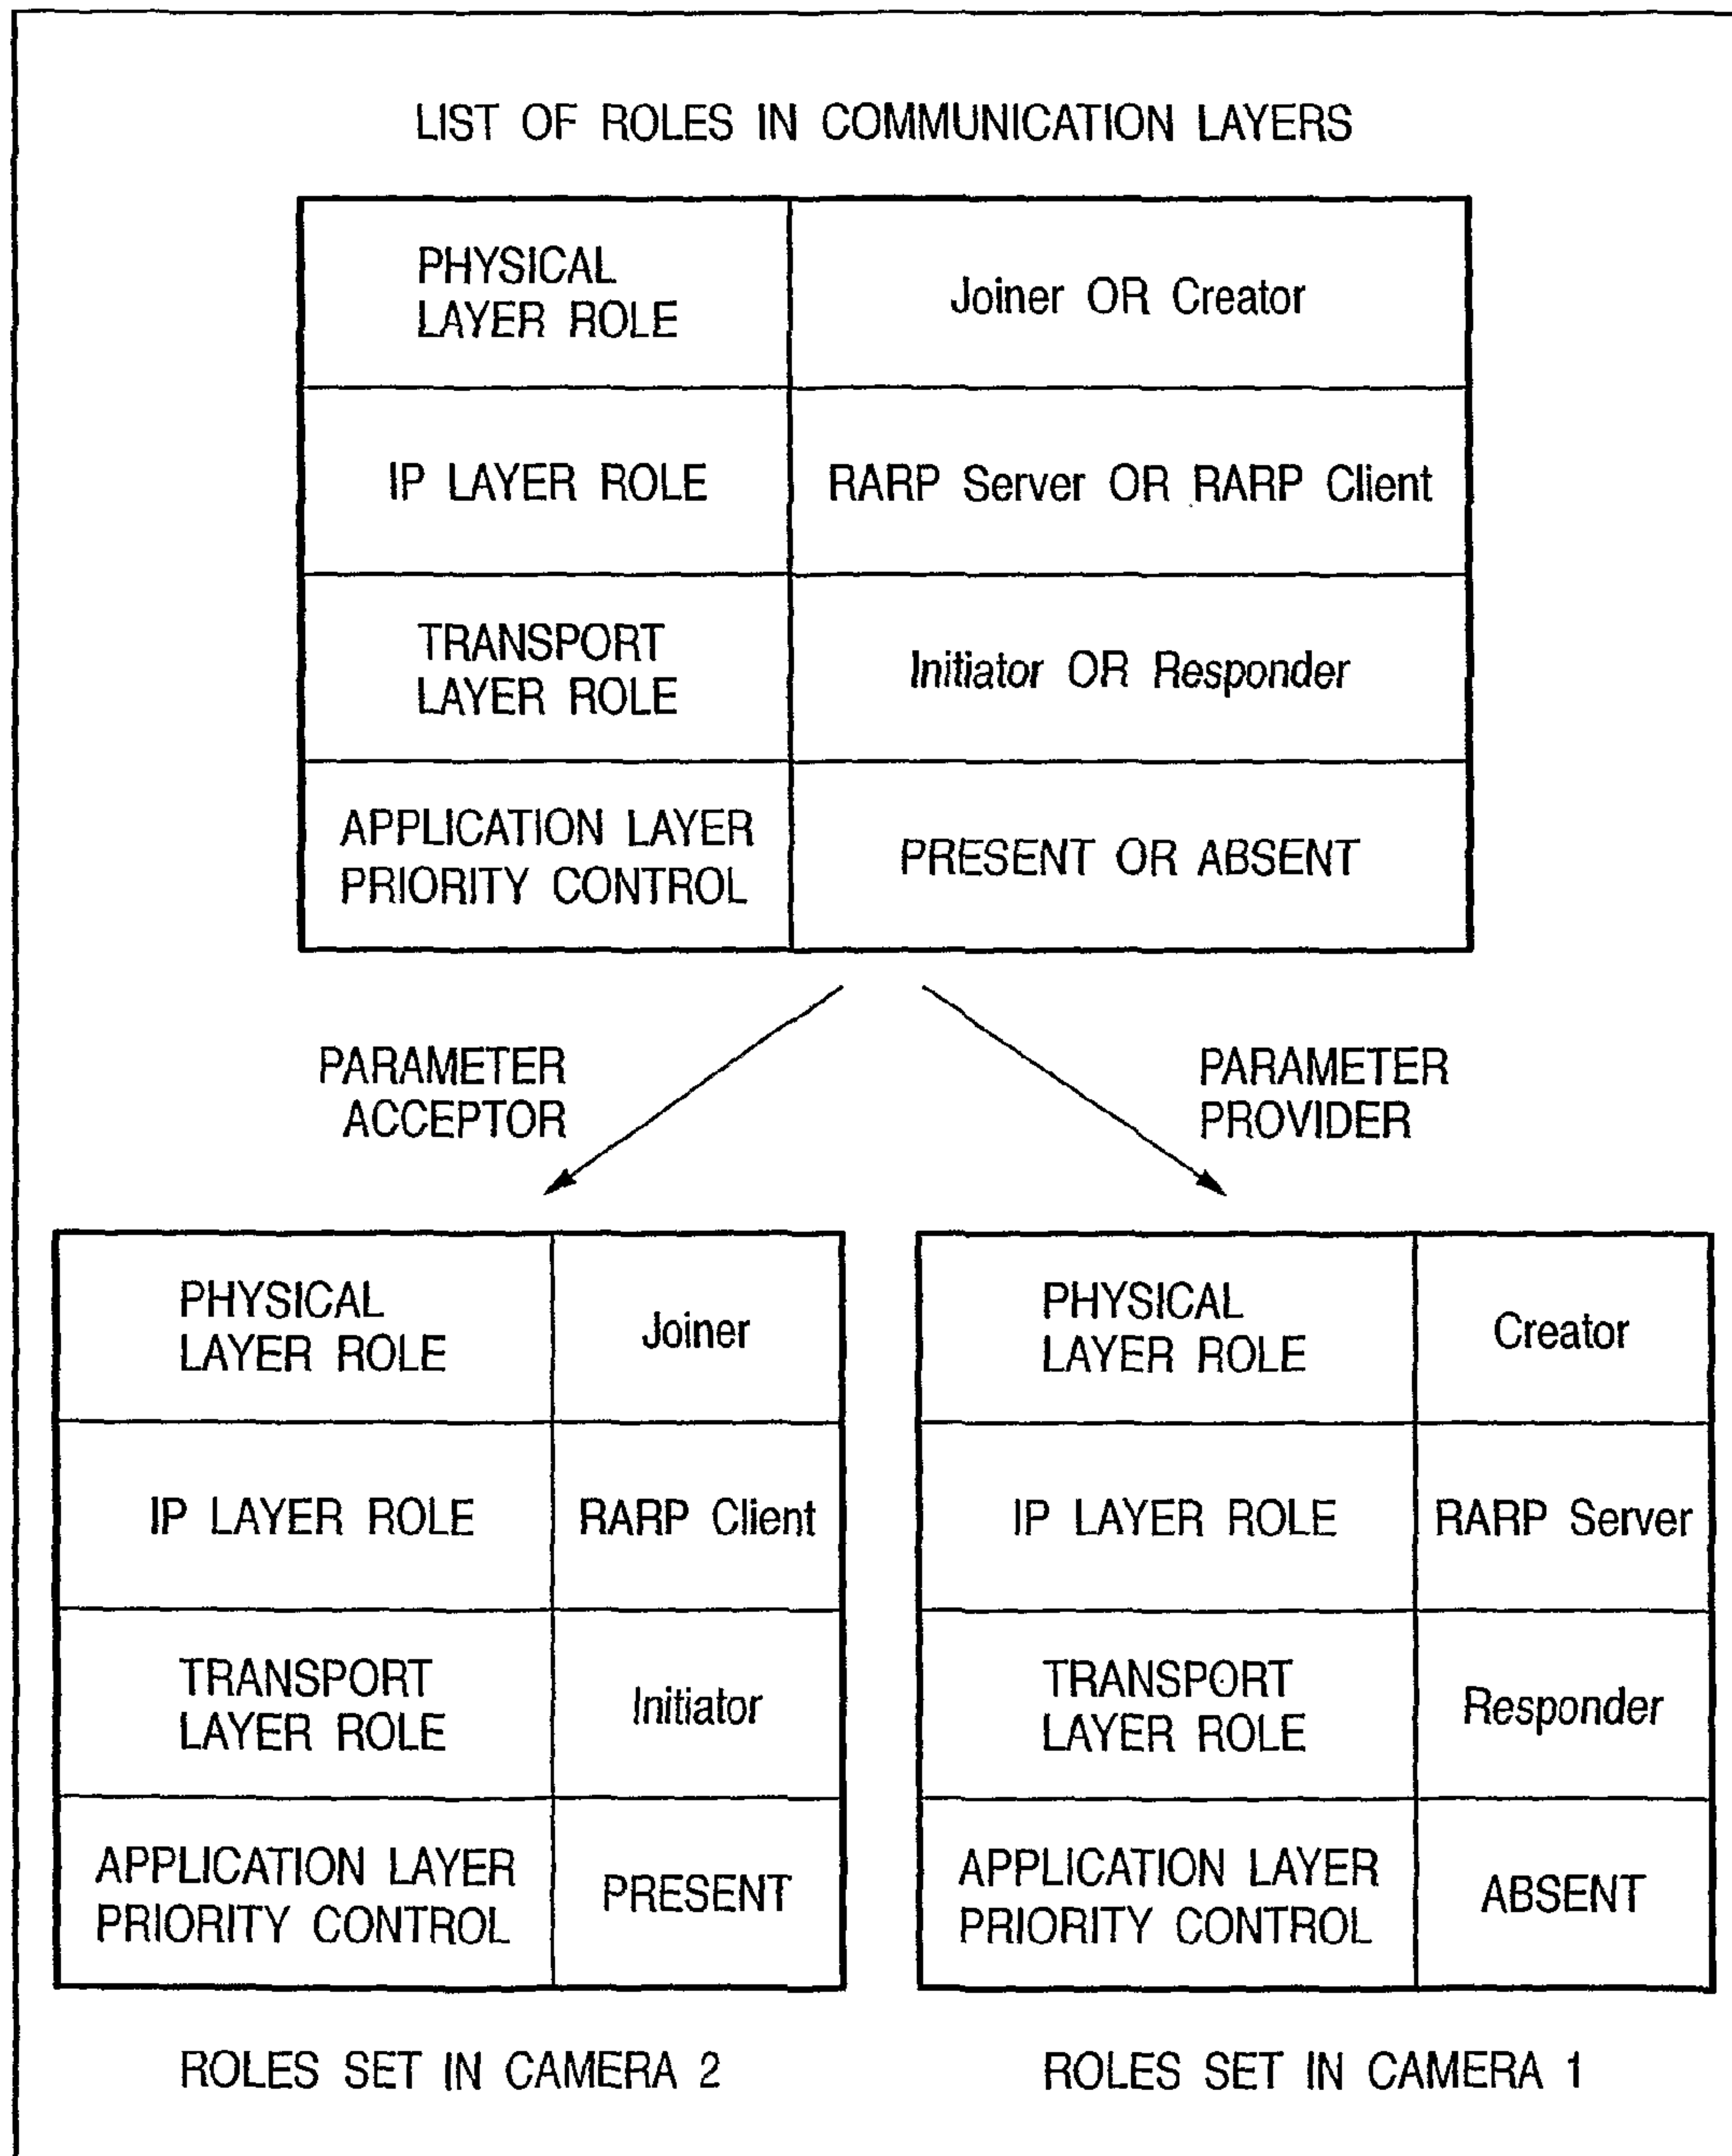 LIST OF ROLES IN COMMUNICATION LAYERS
PHYSICAL
LAYER ROLE
Joiner OR Creator
IP LAYER ROLE
RARP Server OR RARP Client
TRANSPORT
LAYER ROLE
Initiator OR Responder
APPLICATION LAYER
PRIORITY CONTROL
PRESENT OR ABSENT
PARAMETER
ACCEPTOR
PARAMETER
PROVIDER
PHYSICAL
LAYER ROLE
Joiner
IP LAYER ROLE
RARP Client
TRANSPORT
LAYER ROLE
Initiator
APPLICATION LAYER
PRIORITY CONTROL
PRESENT
ROLES SET IN CAMERA 2
PHYSICAL
LAYER ROLE
Creator
IP LAYER ROLE
RARP Server
TRANSPORT
LAYER ROLE
Responder
APPLICATION LAYER
PRIORITY CONTROL
ABSENT
ROLES SET IN CAMERA 1